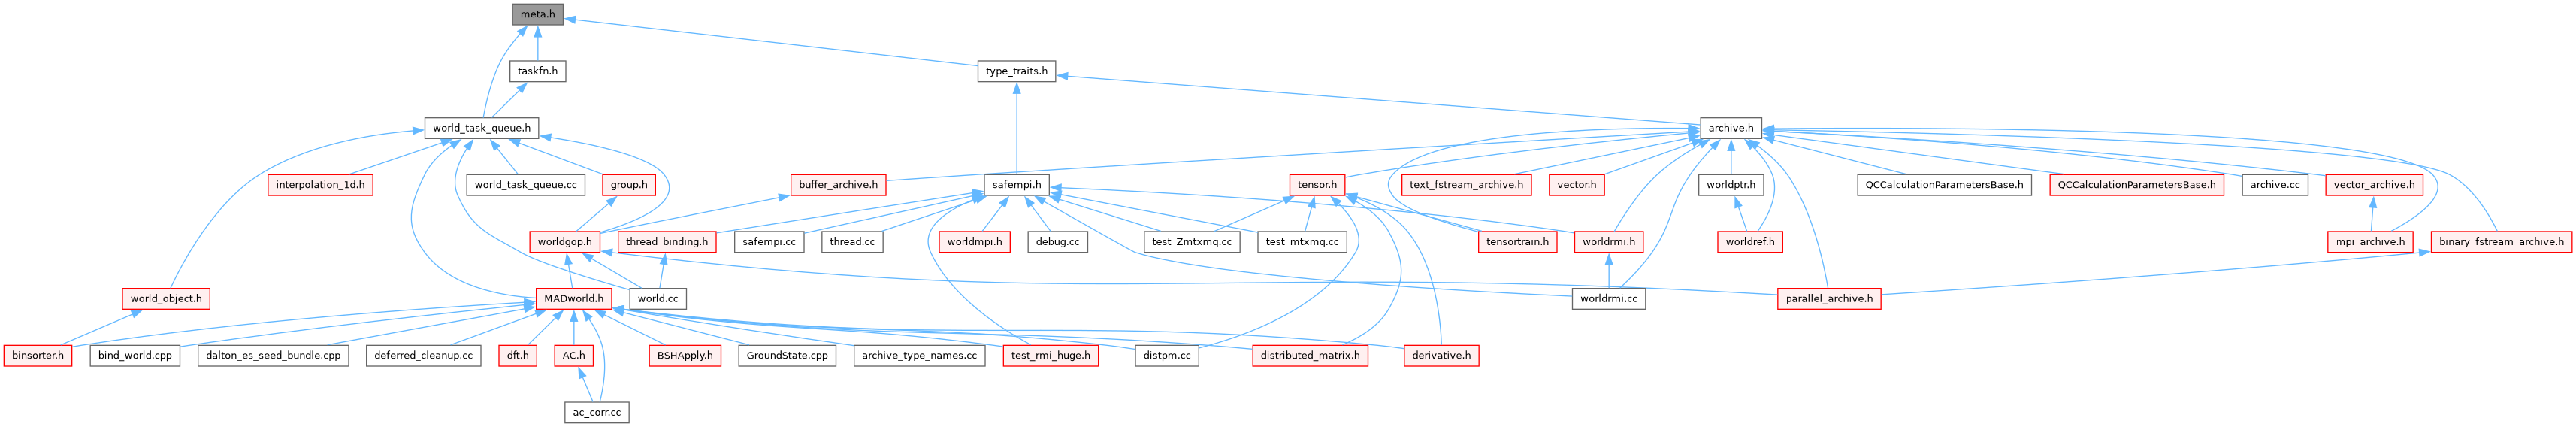 meta.h
taskfn.h
type_traits.h
world_task_queue.h
archive.h
interpolation_1d.h
world_task_queue.cc
group.h
buffer_archive.h
safempi.h
tensor.h
text_fstream_archive.h
vector.h
worldptr.h
QCCalculationParametersBase.h
QCCalculationParametersBase.h
archive.cc
vector_archive.h
worldgop.h
thread_binding.h
safempi.cc
thread.cc
worldmpi.h
debug.cc
test_Zmtxmq.cc
test_mtxmq.cc
tensortrain.h
worldrmi.h
worldref.h
mpi_archive.h
binary_fstream_archive.h
world_object.h
MADworld.h
world.cc
worldrmi.cc
parallel_archive.h
binsorter.h
bind_world.cpp
dalton_es_seed_bundle.cpp
deferred_cleanup.cc
dft.h
AC.h
BSHApply.h
GroundState.cpp
archive_type_names.cc
test_rmi_huge.h
distpm.cc
distributed_matrix.h
derivative.h
ac_corr.cc